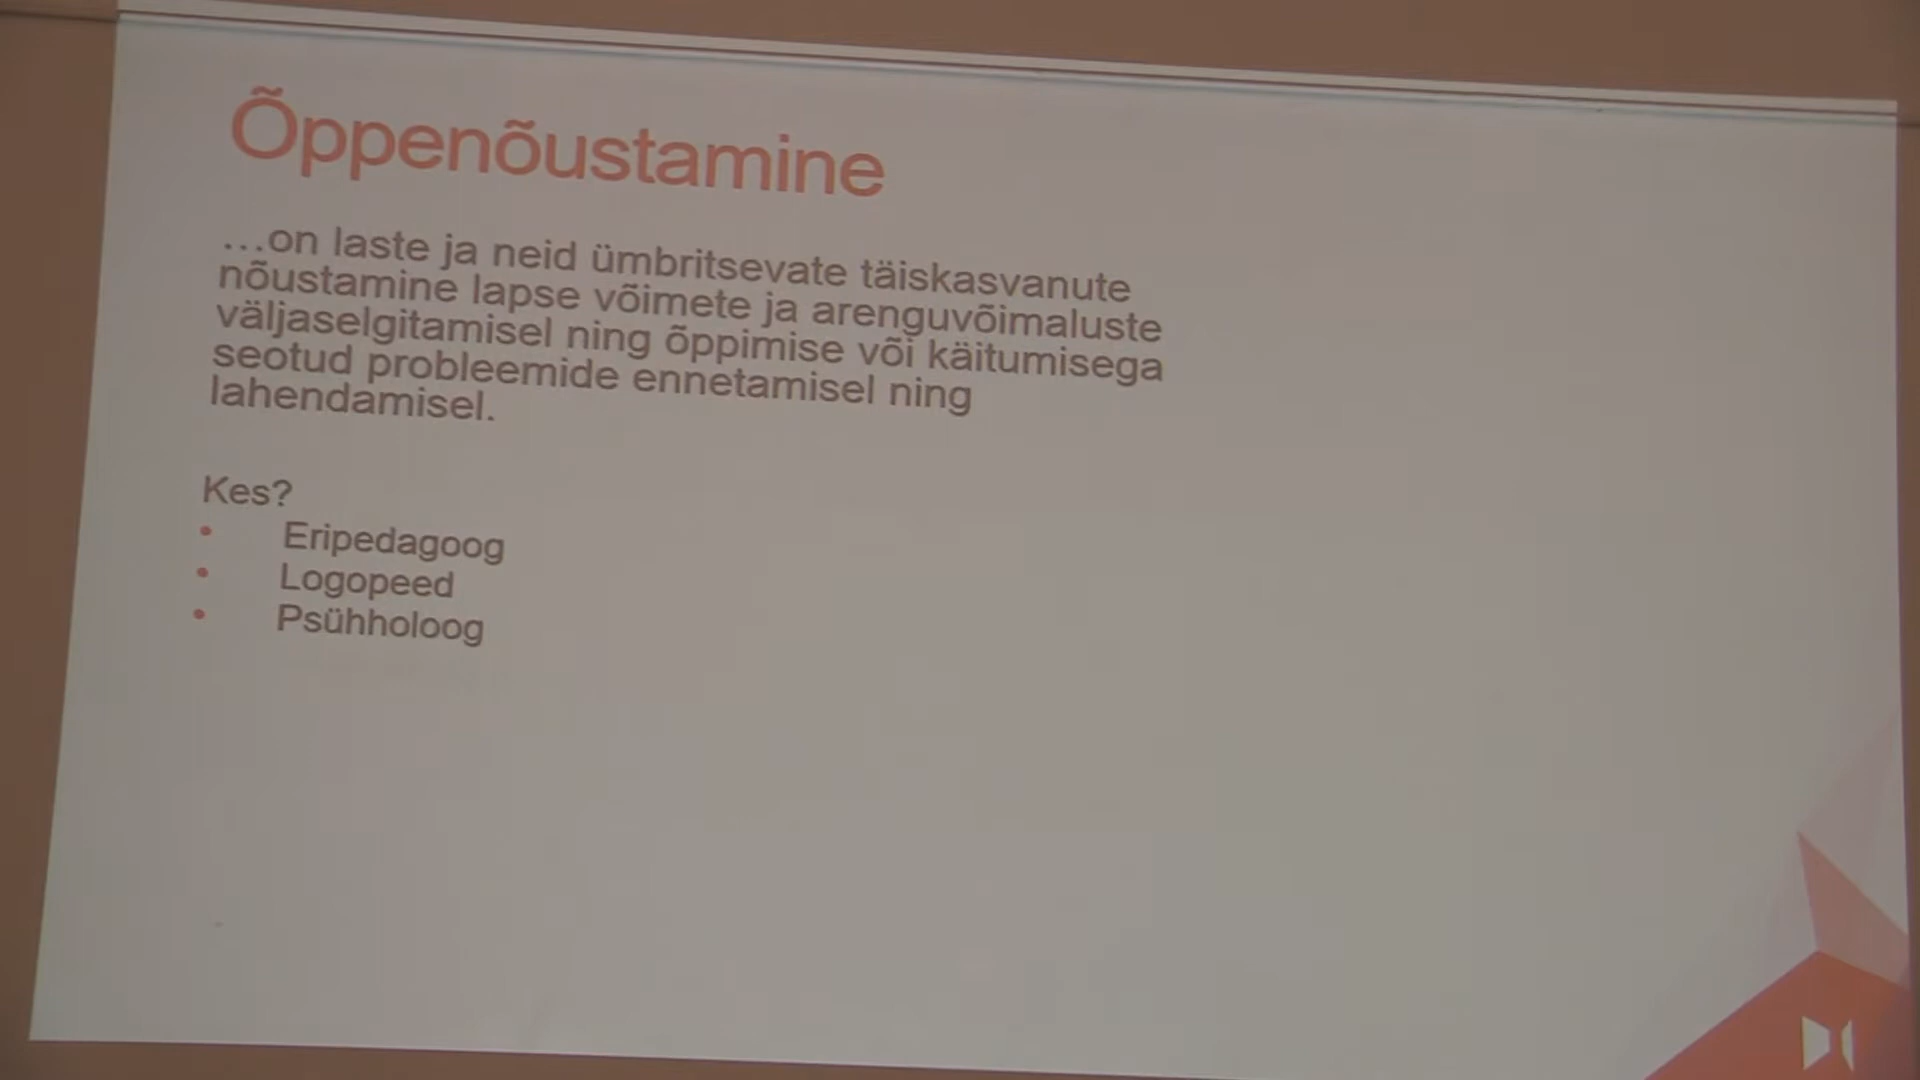 Õppenõustamine
...on laste ja neid ümbritsevate täiskasvanute
nõustamine lapse võimete ja arenguvõimaluste
väljaselgitamisel ning õppimise või käitumisega
seotud probleemide ennetamisel ning
lahendamisel.
Kes?
• Eripedagoog
• Logopeed
• Psühholoog